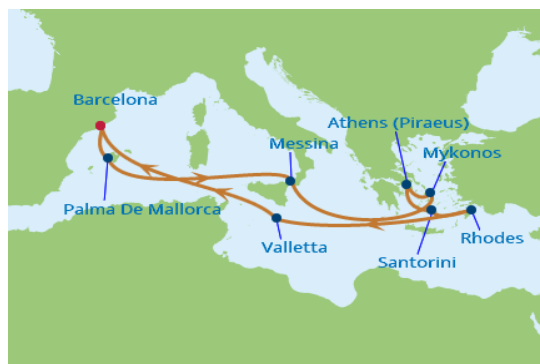 Barcelona
Athens (Piraeus)
Messina
Mykonos
Palma De Mallorca
Valletta
Rhodes
Santorini